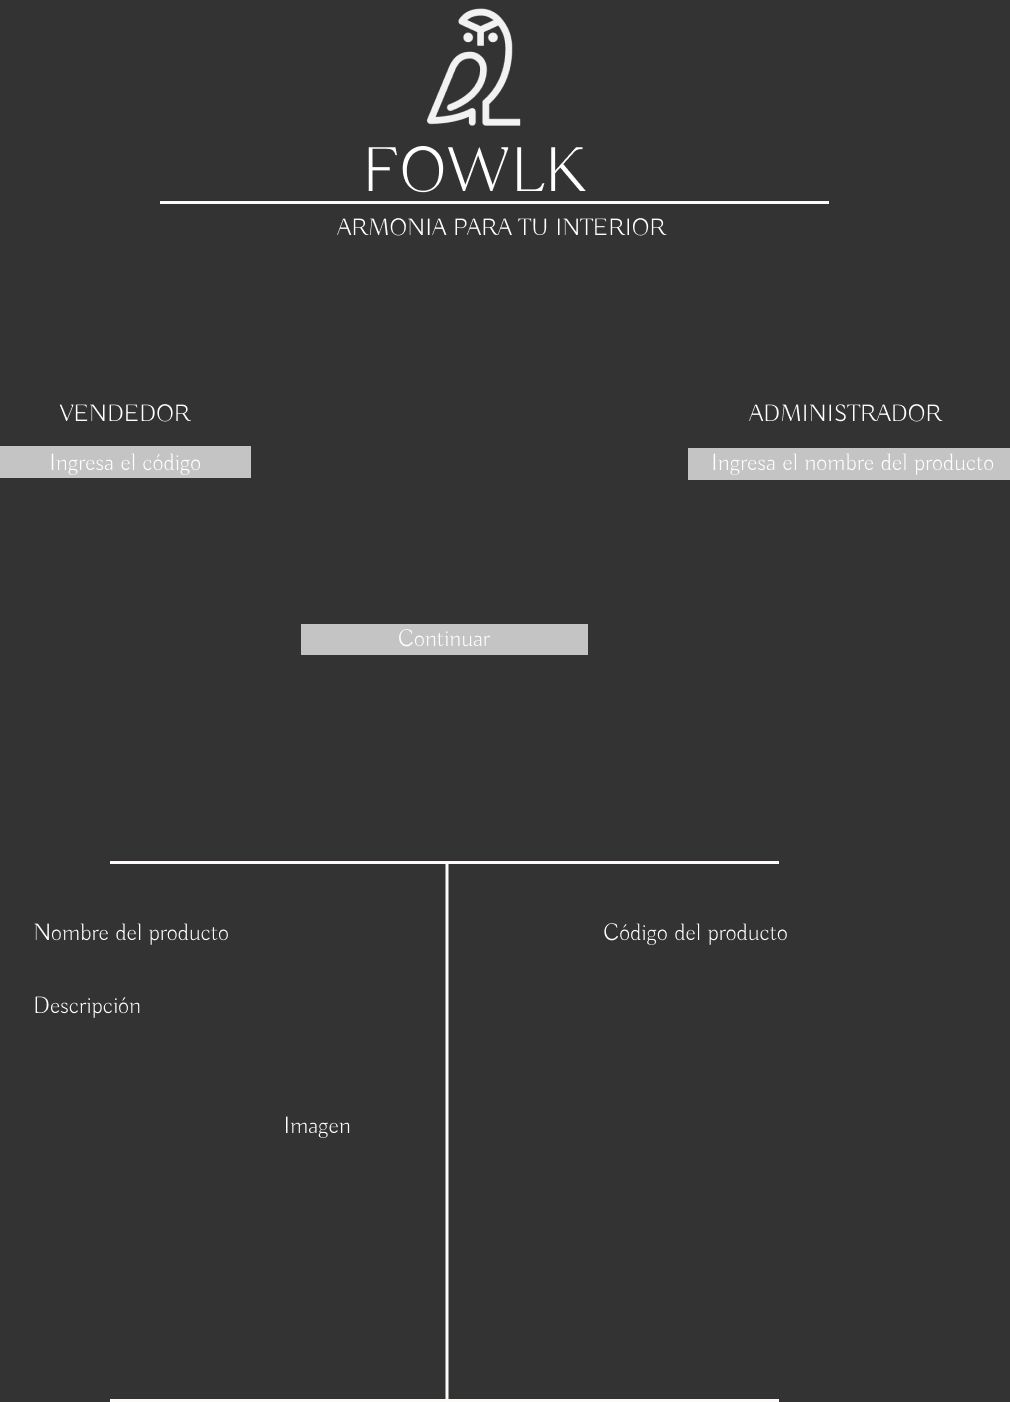 FOWLK
ARMONIA PARA TU INTERIOR
VENDEDOR
ADMINISTRADOR
Ingresa el código
Ingresa el nombre del producto
Continuar
Nombre del producto
Código del producto
Descripción
Imagen